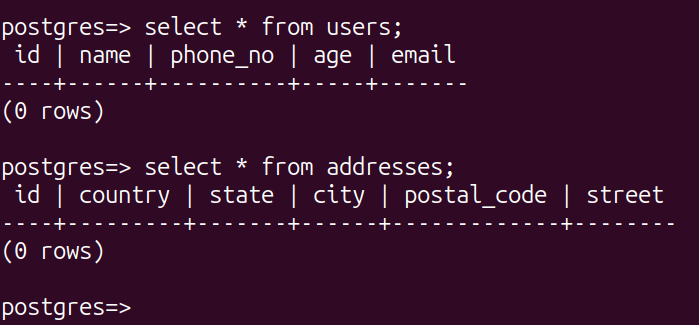 postgres=> select * from users;
 id | name | phone_no | age | email
----+------+----------+-----+-------
(0 rows)
postgres=> select * from addresses;
 id | country | state | city | postal_code | street
----+---------+-------+------+-------------+--------
(0 rows)
postgres=>